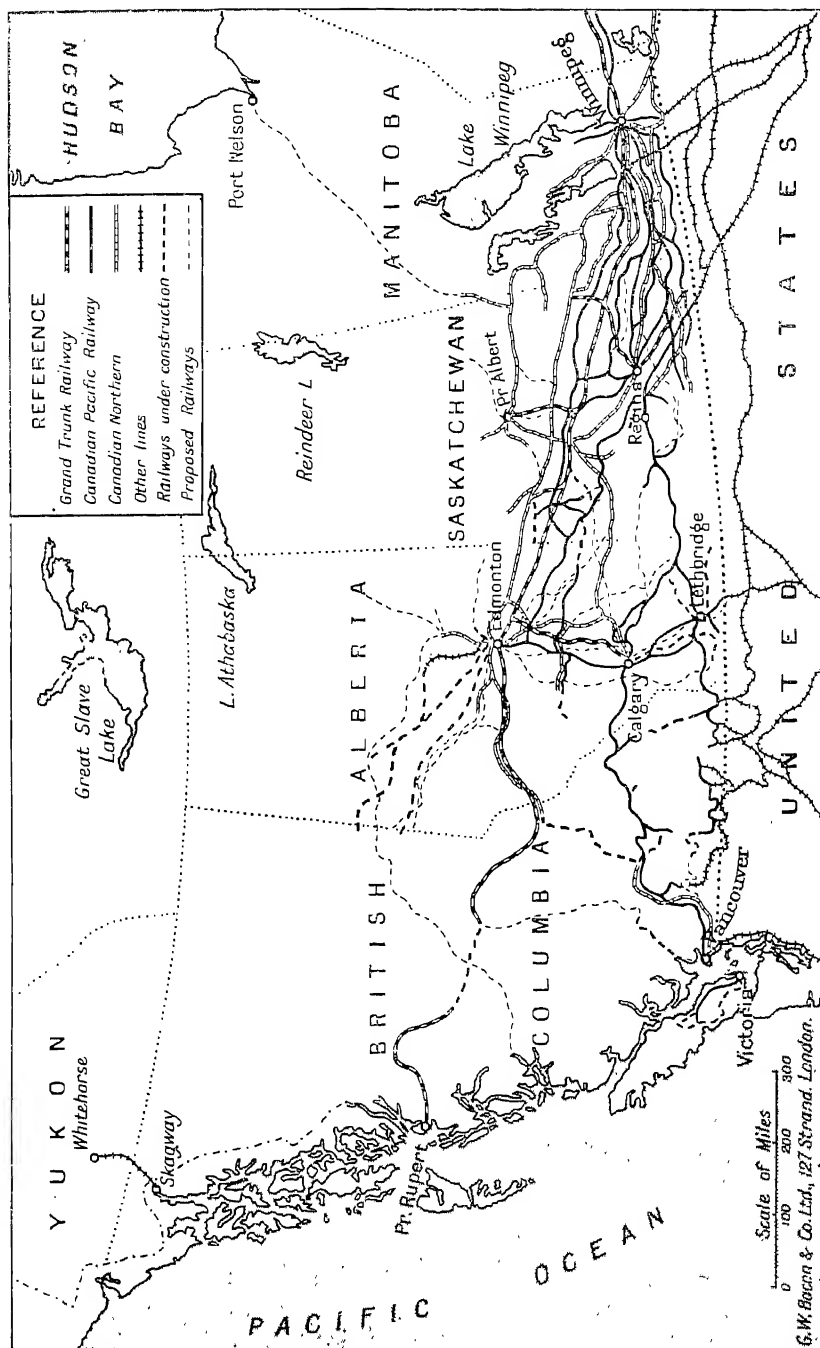 HUDSON
BAY
Port Nelson
REFERENCE
Grand Trunk Railway
Canadian Pacific Railway
Canadian Northern
Other lines
Railways under construction
Proposed Railways
MANITOBA
Lake
Winnipeg
Winnipeg
Reindeer L
SASKATCHEWAN
Pr Albert
Regina
Great Slave
Lake
L. Athabaska
ALBERTA
Edmonton
Calgary
Lethbridge
UNITED STATES
BRITISH
COLUMBIA
Vancouver
Victoria
YUKON
Whitehorse
Skagway
Pr. Rupert
PACIFIC OCEAN
Scale of Miles
0 100 200 300
G.W. Bacon & Co. Ltd., 127 Strand. London.